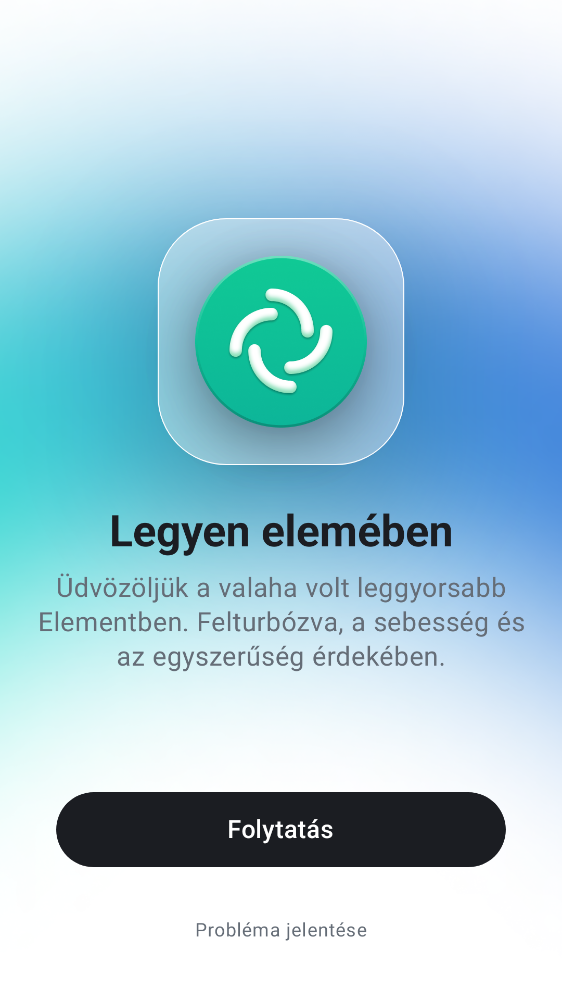 Legyen elemében
Üdvözöljük a valaha volt leggyorsabb
Elementben. Felturbózva, a sebesség és
az egyszerűség érdekében.
Folytatás
Probléma jelentése